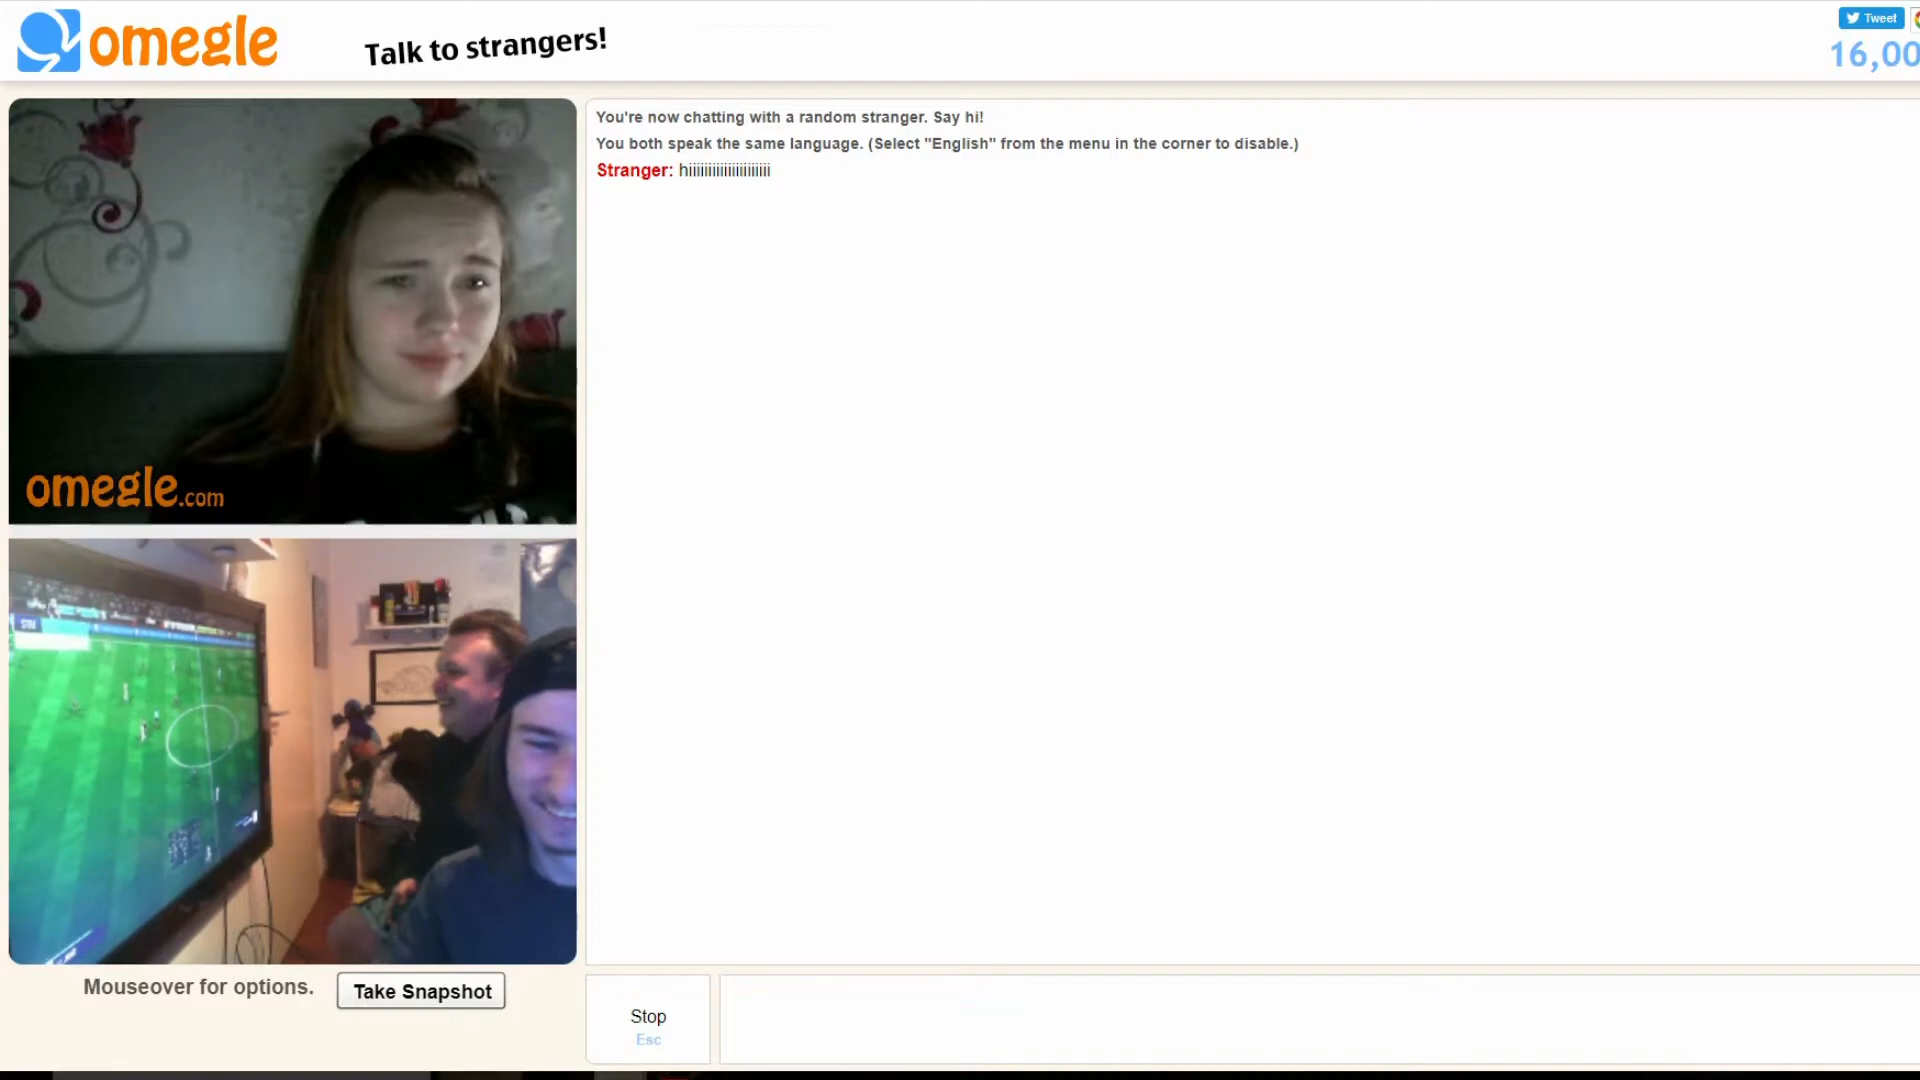 omegle
Talk to strangers!
Tweet
16,00
You're now chatting with a random stranger. Say hi!
You both speak the same language. (Select "English" from the menu in the corner to disable.)
Stranger: hiiiiiiiiiiiiiiiiiii
omegle.com
Mouseover for options.
Take Snapshot
Stop
Esc